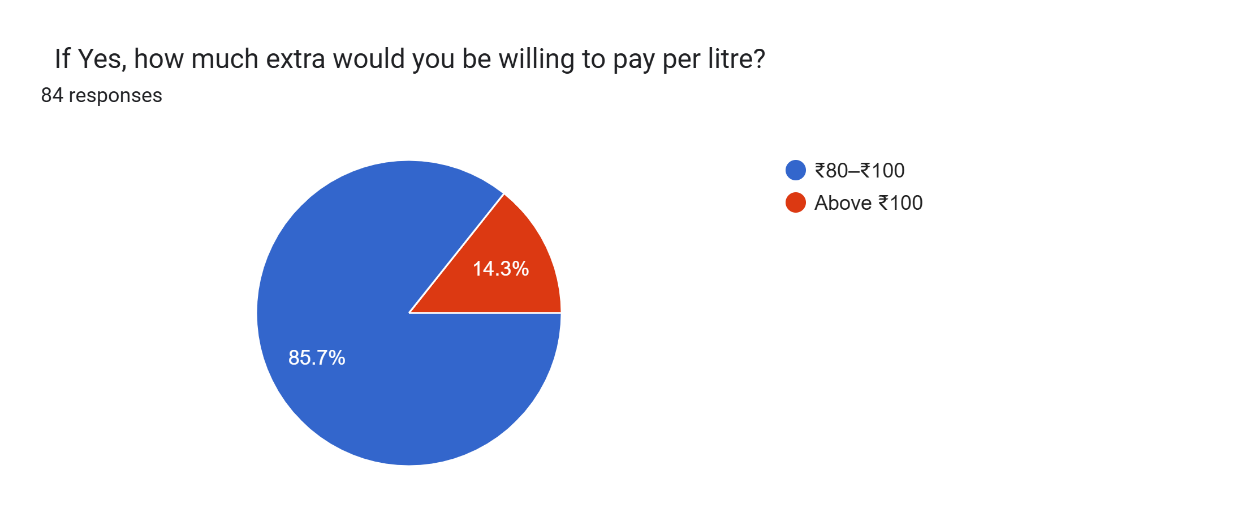 If Yes, how much extra would you be willing to pay per litre?
84 responses
₹80–₹100
Above ₹100
14.3%
85.7%